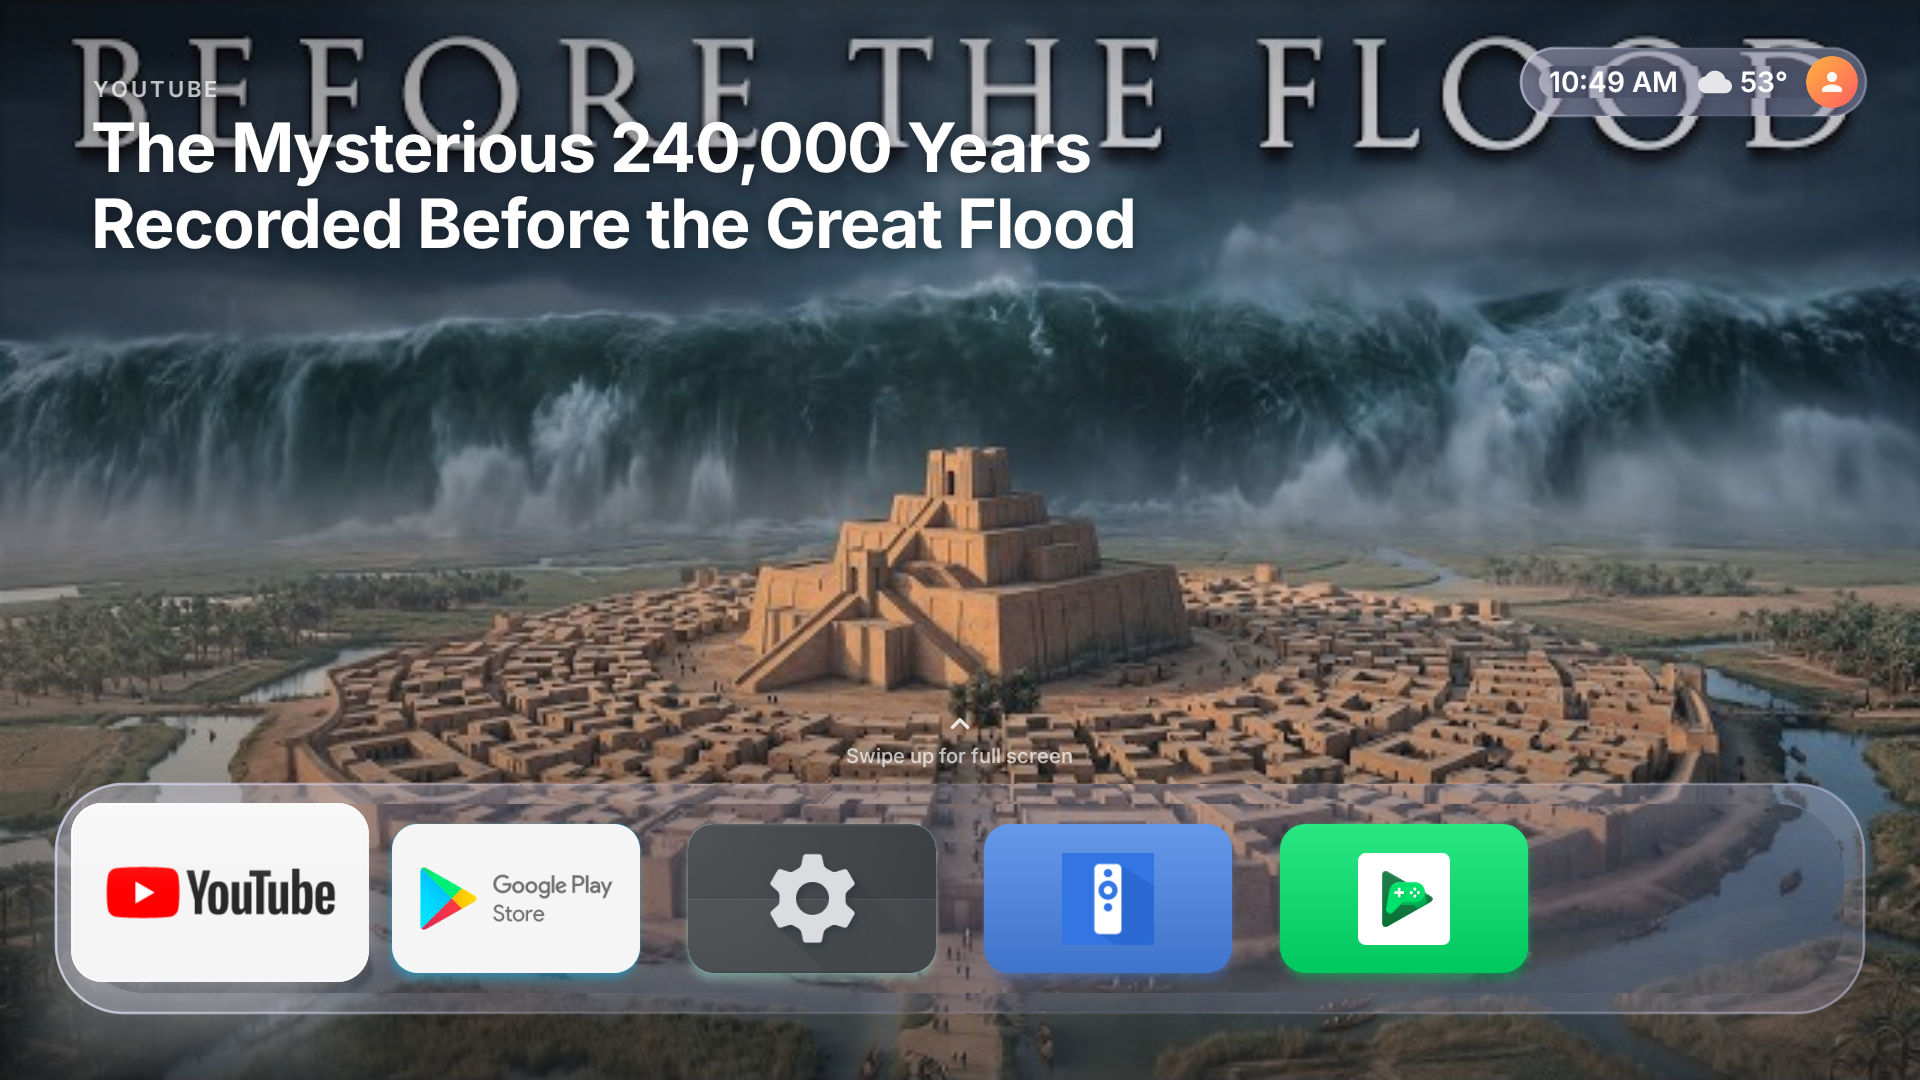 BEFORE THE FLOOD
YOUTUBE
10:49 AM 53°
The Mysterious 240,000 Years
Recorded Before the Great Flood
Swipe up for full screen
YouTube
Google Play
Store